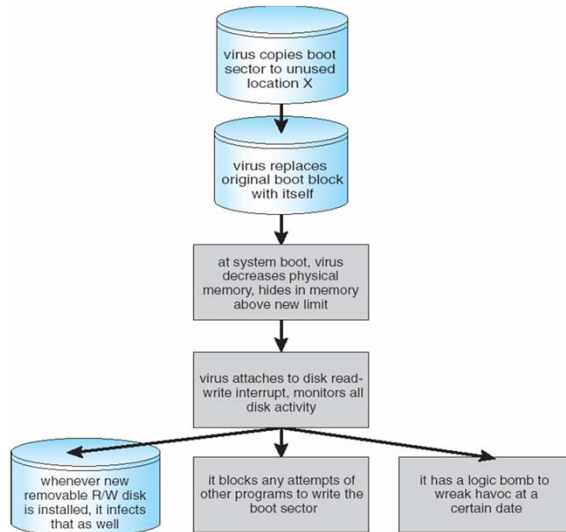 virus copies boot
sector to unused
location X
virus replaces
original boot block
with itself
at system boot, virus
decreases physical
memory, hides in memory
above new limit
virus attaches to disk read-
write interrupt, monitors all
disk activity
whenever new
removable R/W disk
is installed, it infects
that as well
it blocks any attempts of
other programs to write the
boot sector
it has a logic bomb to
wreak havoc at a
certain date